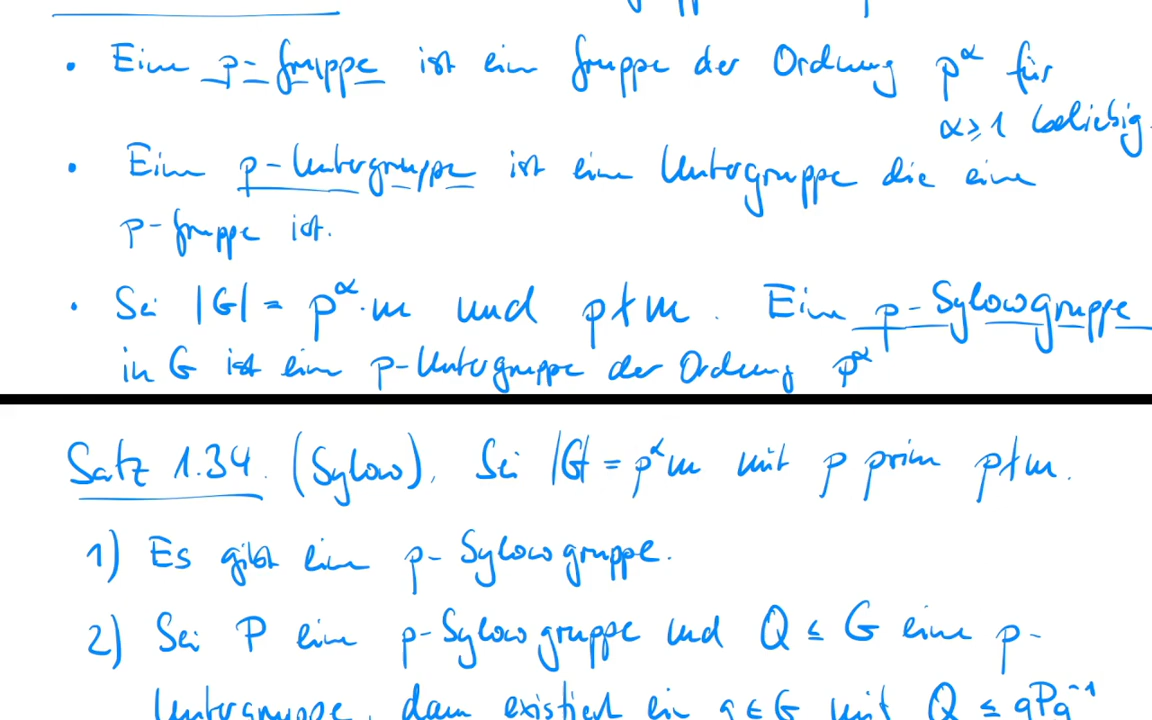 • Eine p-Gruppe ist eine Gruppe der Ordnung p^α für
α ≥ 1 beliebig.
• Eine p-Untergruppe ist eine Untergruppe die eine
p-Gruppe ist.
• Sei |G| = p^α · m und p ∤ m. Eine p-Sylowgruppe
in G ist eine p-Untergruppe der Ordnung p^α
Satz 1.34. (Sylow). Sei |G| = p^α m mit p prim p ∤ m.
1) Es gibt eine p-Sylowgruppe.
2) Sei P eine p-Sylowgruppe und Q ≤ G eine p-
Untergruppe, dann existiert ein g ∈ G mit Q ≤ gPg^-1